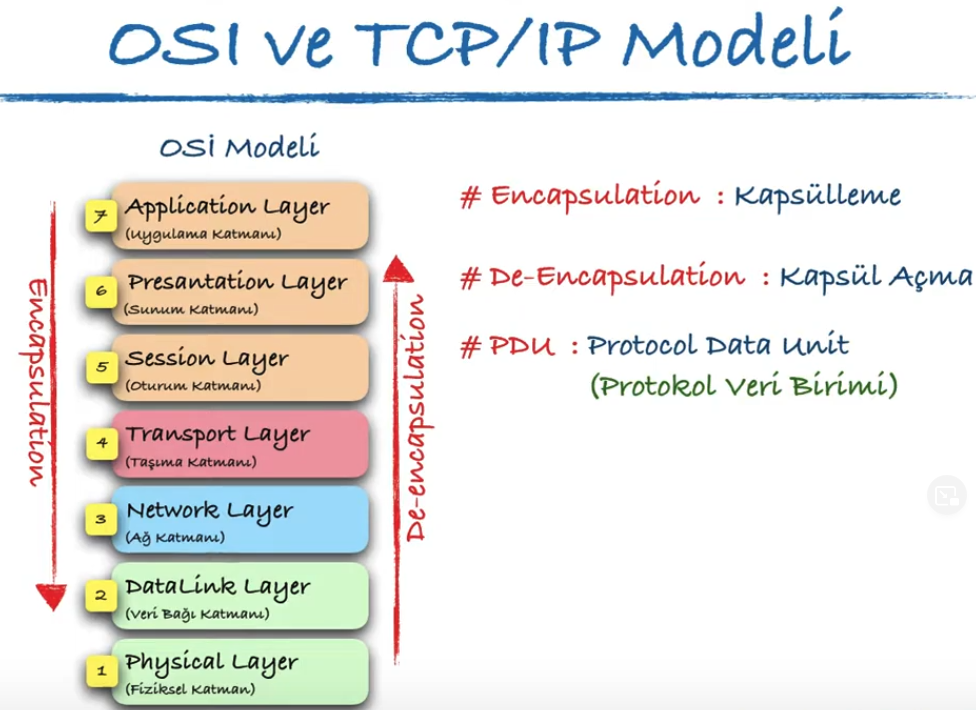 OSI ve TCP/IP Modeli
OSİ Modeli
7 Application Layer
(Uygulama Katmanı)
6 Presantation Layer
(Sunum Katmanı)
5 Session Layer
(Oturum Katmanı)
4 Transport Layer
(Taşıma Katmanı)
3 Network Layer
(Ağ Katmanı)
2 DataLink Layer
(Veri Bağı Katmanı)
1 Physical Layer
(Fiziksel Katman)
Encapsulation
De-encapsulation
# Encapsulation : Kapsülleme
# De-Encapsulation : Kapsül Açma
# PDU : Protocol Data Unit
(Protokol Veri Birimi)